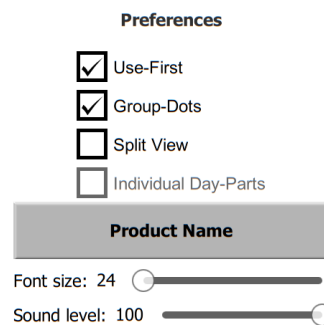 Preferences
Use-First
Group-Dots
Split View
Individual Day-Parts
Product Name
Font size: 24
Sound level: 100